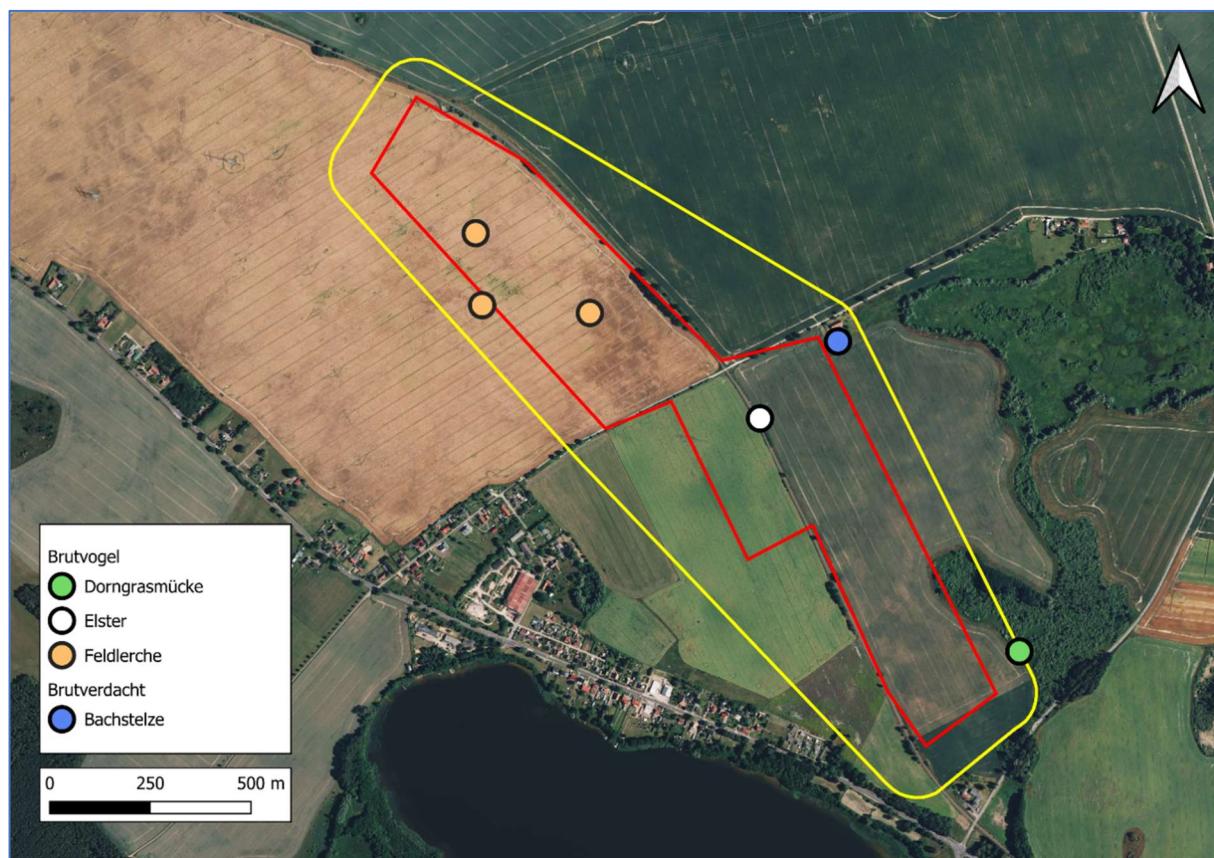 Brutvogel
Dorngrasmücke
Elster
Feldlerche
Brutverdacht
Bachstelze
0 250 500 m